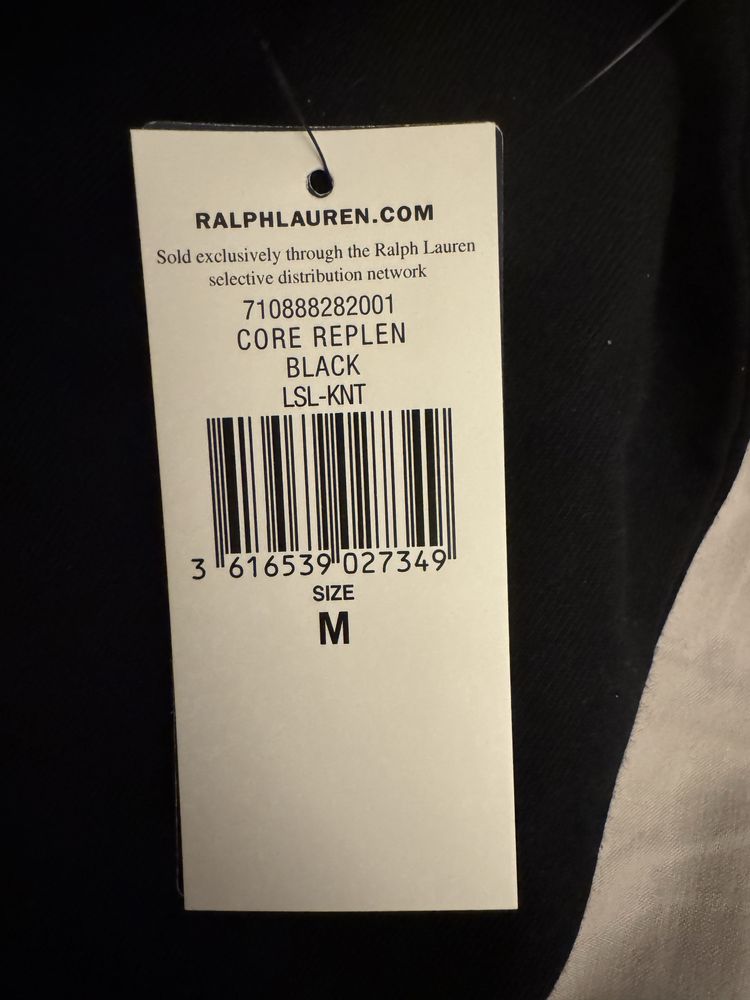 RALPHLAUREN.COM
Sold exclusively through the Ralph Lauren
selective distribution network
710888282001
CORE REPLEN
BLACK
LSL-KNT
3 616539 027349
SIZE
M